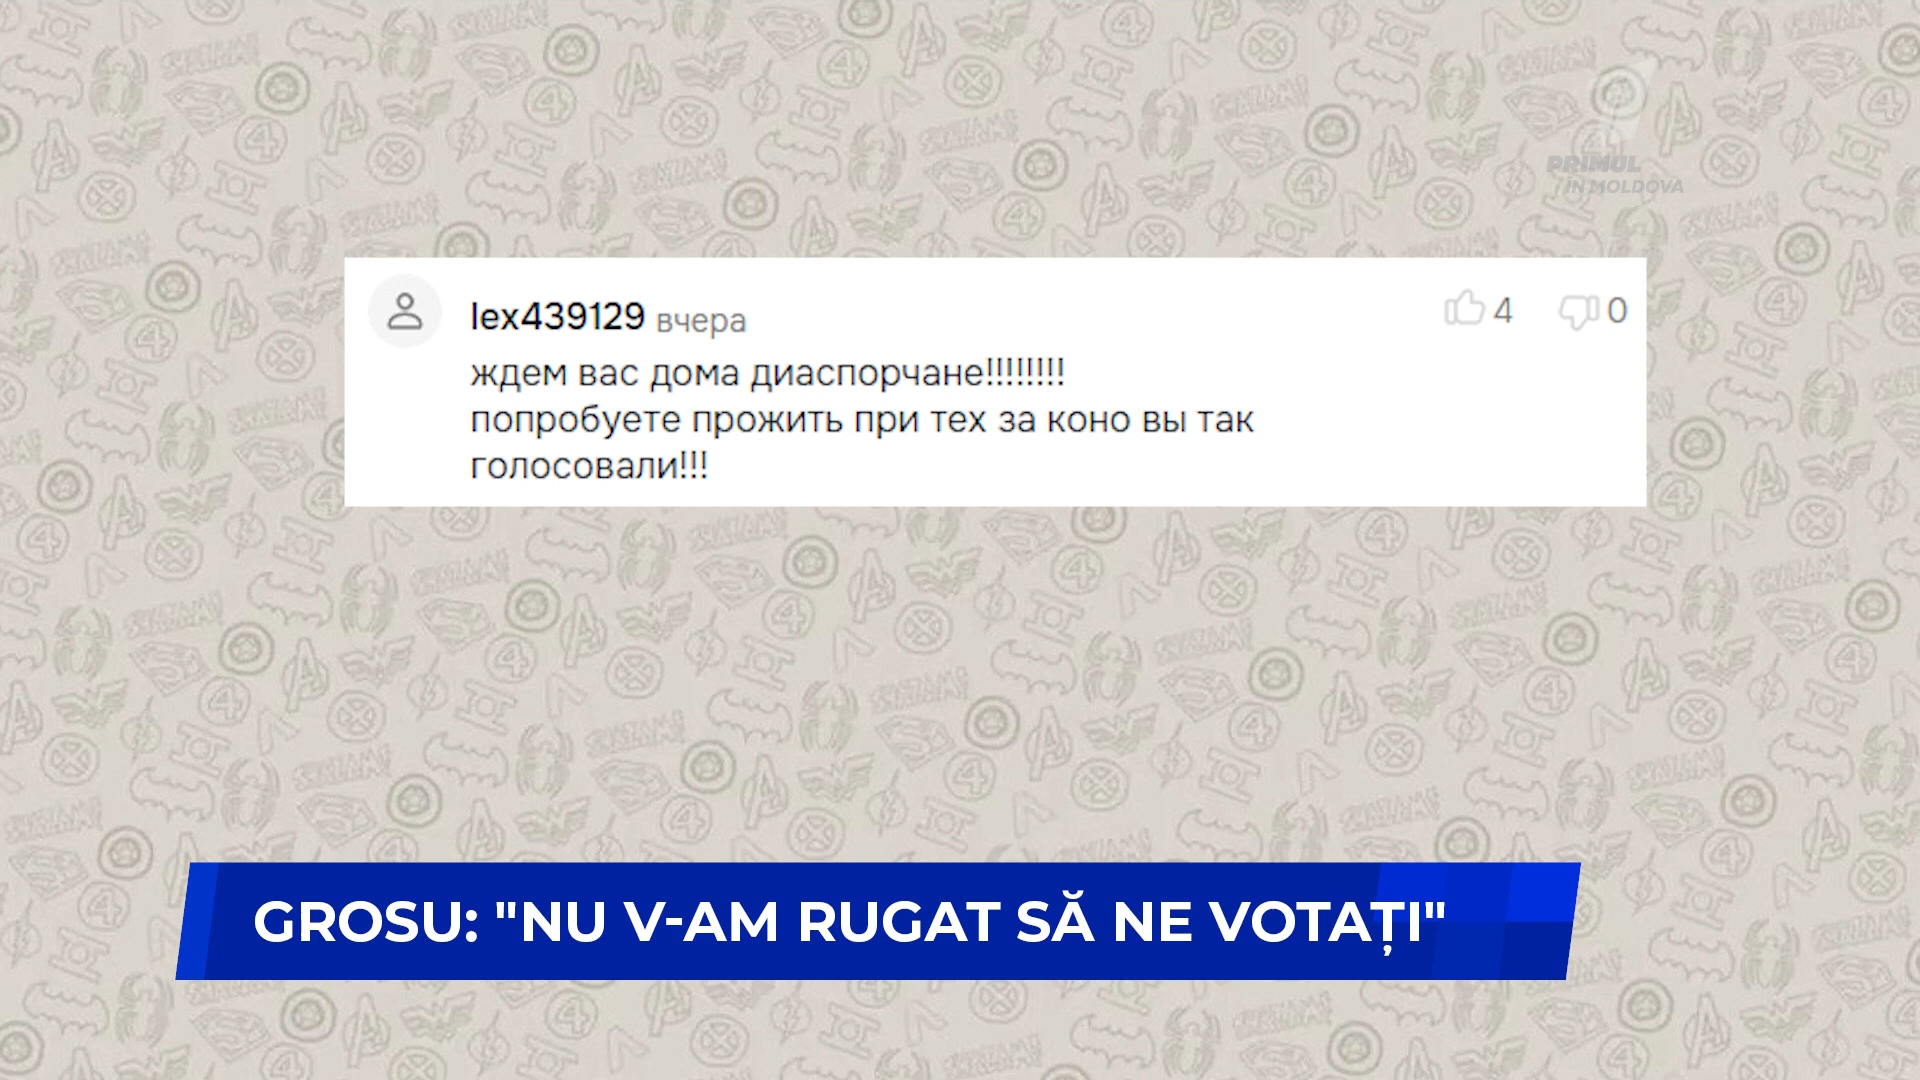 PRIMUL
ÎN MOLDOVA
lex439129 вчера
4
0
ждем вас дома диаспорчане!!!!!!!!
попробуете прожить при тех за коно вы так
голосовали!!!
GROSU: "NU V-AM RUGAT SĂ NE VOTAȚI"